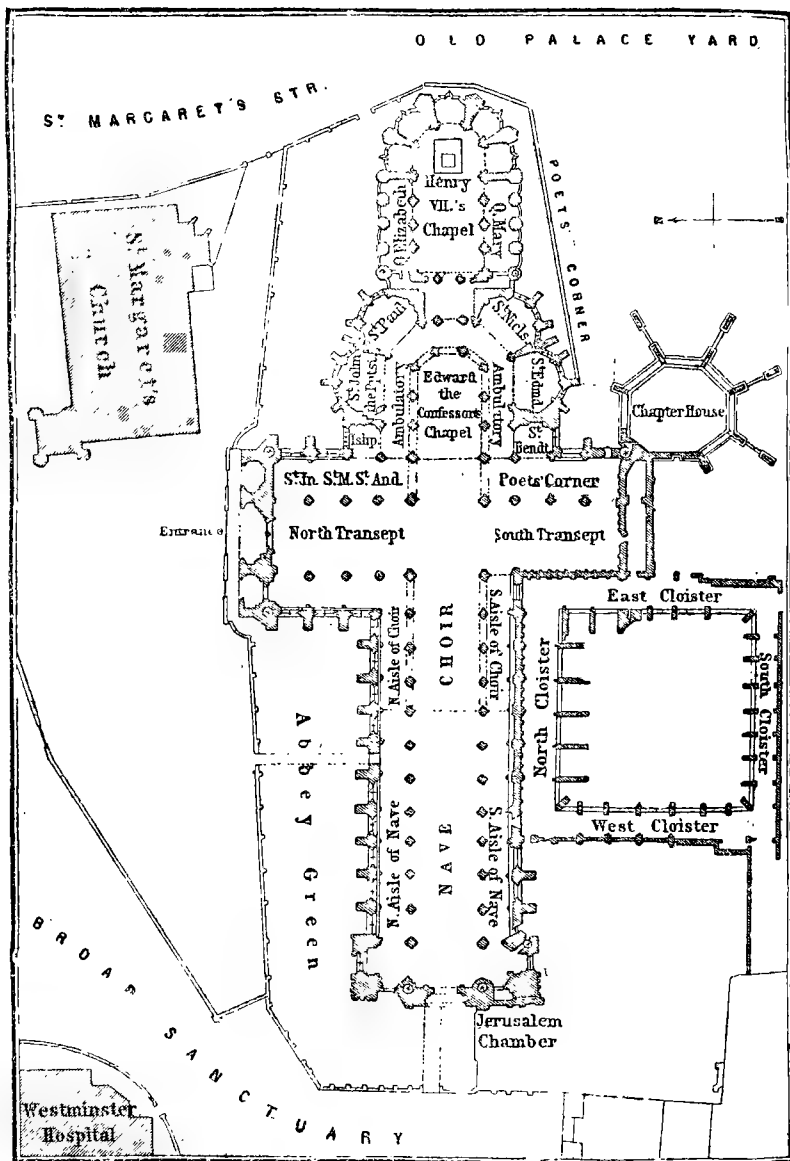 OLD PALACE YARD
ST. MARGARET'S STR.
POETS' CORNER
St. Margaret's
Church
Henry
VII.'s
Chapel
Q. Elizabeth
Q. Mary
St. Paul
St. Nichs.
St. John
the Pots.
St. Edmd.
Ambulatory
Edward
the
Confessors
Chapel
Ambulatory
Islip.
St.
Bendt.
Chapter House
St. Jn. St. M. St. And.
Poets' Corner
Entrance
North Transept
South Transept
East Cloister
N. Aisle of Choir
CHOIR
S. Aisle of Choir
North Cloister
South Cloister
West Cloister
Abbey Green
N. Aisle of Nave
NAVE
S. Aisle of Nave
Jerusalem
Chamber
BROAD SANCTUARY
Westminster
Hospital